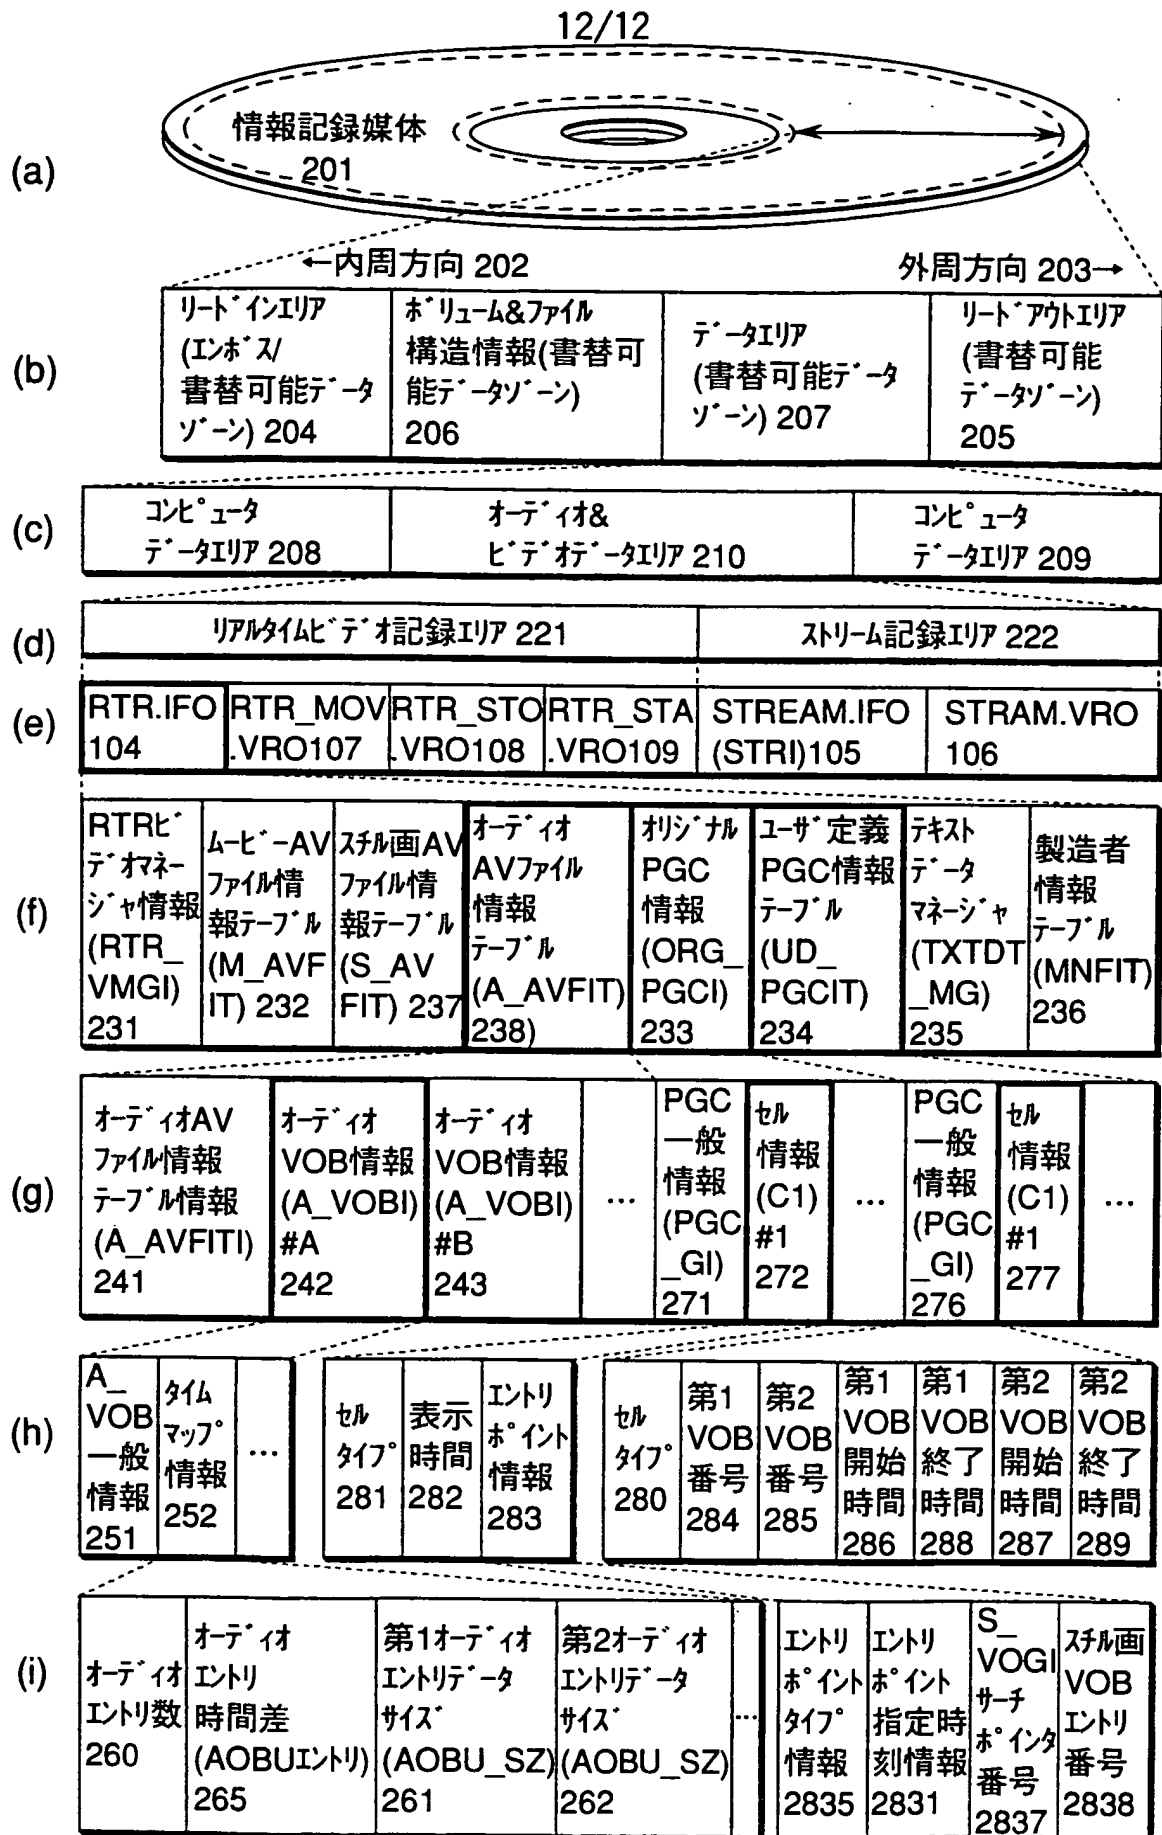 12/12
(a)
情報記録媒体
201
←内周方向 202
外周方向 203→
(b)
リードインエリア
(エンボス/
書替可能データ
ゾーン) 204
ボリューム&ファイル
構造情報(書替可
能データゾーン)
206
データエリア
(書替可能データ
ゾーン) 207
リードアウトエリア
(書替可能
データゾーン)
205
(c)
コンピュータ
データエリア 208
オーディオ&
ビデオデータエリア 210
コンピュータ
データエリア 209
(d)
リアルタイムビデオ記録エリア 221
ストリーム記録エリア 222
(e)
RTR.IFO
104
RTR_MOV
.VRO107
RTR_STO
.VRO108
RTR_STA
.VRO109
STREAM.IFO
(STRI)105
STRAM.VRO
106
(f)
RTRビ
デオマネー
ジャ情報
(RTR_
VMGI)
231
ムービーAV
ファイル情
報テーブル
(M_AVF
IT) 232
スチル画AV
ファイル情
報テーブル
(S_AV
FIT) 237
オーディオ
AVファイル
情報
テーブル
(A_AVFIT)
238)
オリジナル
PGC
情報
(ORG_
PGCI)
233
ユーザ定義
PGC情報
テーブル
(UD_
PGCIT)
234
テキスト
データ
マネージャ
(TXTDT
_MG)
235
製造者
情報
テーブル
(MNFIT)
236
(g)
オーディオAV
ファイル情報
テーブル情報
(A_AVFITI)
241
オーディオ
VOB情報
(A_VOBI)
#A
242
オーディオ
VOB情報
(A_VOBI)
#B
243
…
PGC
一般
情報
(PGC
_GI)
271
セル
情報
(C1)
#1
272
…
PGC
一般
情報
(PGC
_GI)
276
セル
情報
(C1)
#1
277
…
(h)
A_
VOB
一般
情報
251
タイム
マップ
情報
252
…
セル
タイプ
281
表示
時間
282
エントリ
ポイント
情報
283
セル
タイプ
280
第1
VOB
番号
284
第2
VOB
番号
285
第1
VOB
開始
時間
286
第1
VOB
終了
時間
288
第2
VOB
開始
時間
287
第2
VOB
終了
時間
289
(i)
オーディオ
エントリ数
260
オーディオ
エントリ
時間差
(AOBUエントリ)
265
第1オーディオ
エントリデータ
サイズ
(AOBU_SZ)
261
第2オーディオ
エントリデータ
サイズ
(AOBU_SZ)
262
…
エントリ
ポイント
タイプ
情報
2835
エントリ
ポイント
指定時
刻情報
2831
S_
VOGI
サーチ
ポインタ
番号
2837
スチル画
VOB
エントリ
番号
2838